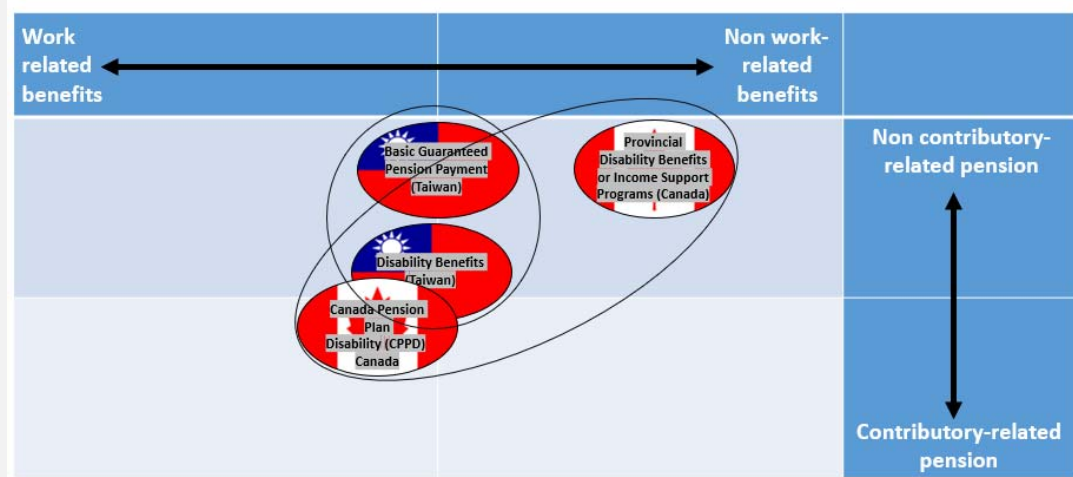 Work
related
benefits
Non work-
related
benefits
Basic Guaranteed
Pension Payment
(Taiwan)
Provincial
Disability Benefits
or Income Support
Programs (Canada)
Non contributory-
related pension
Disability Benefits
(Taiwan)
Canada Pension
Plan
Disability (CPPD)
Canada
Contributory-related
pension